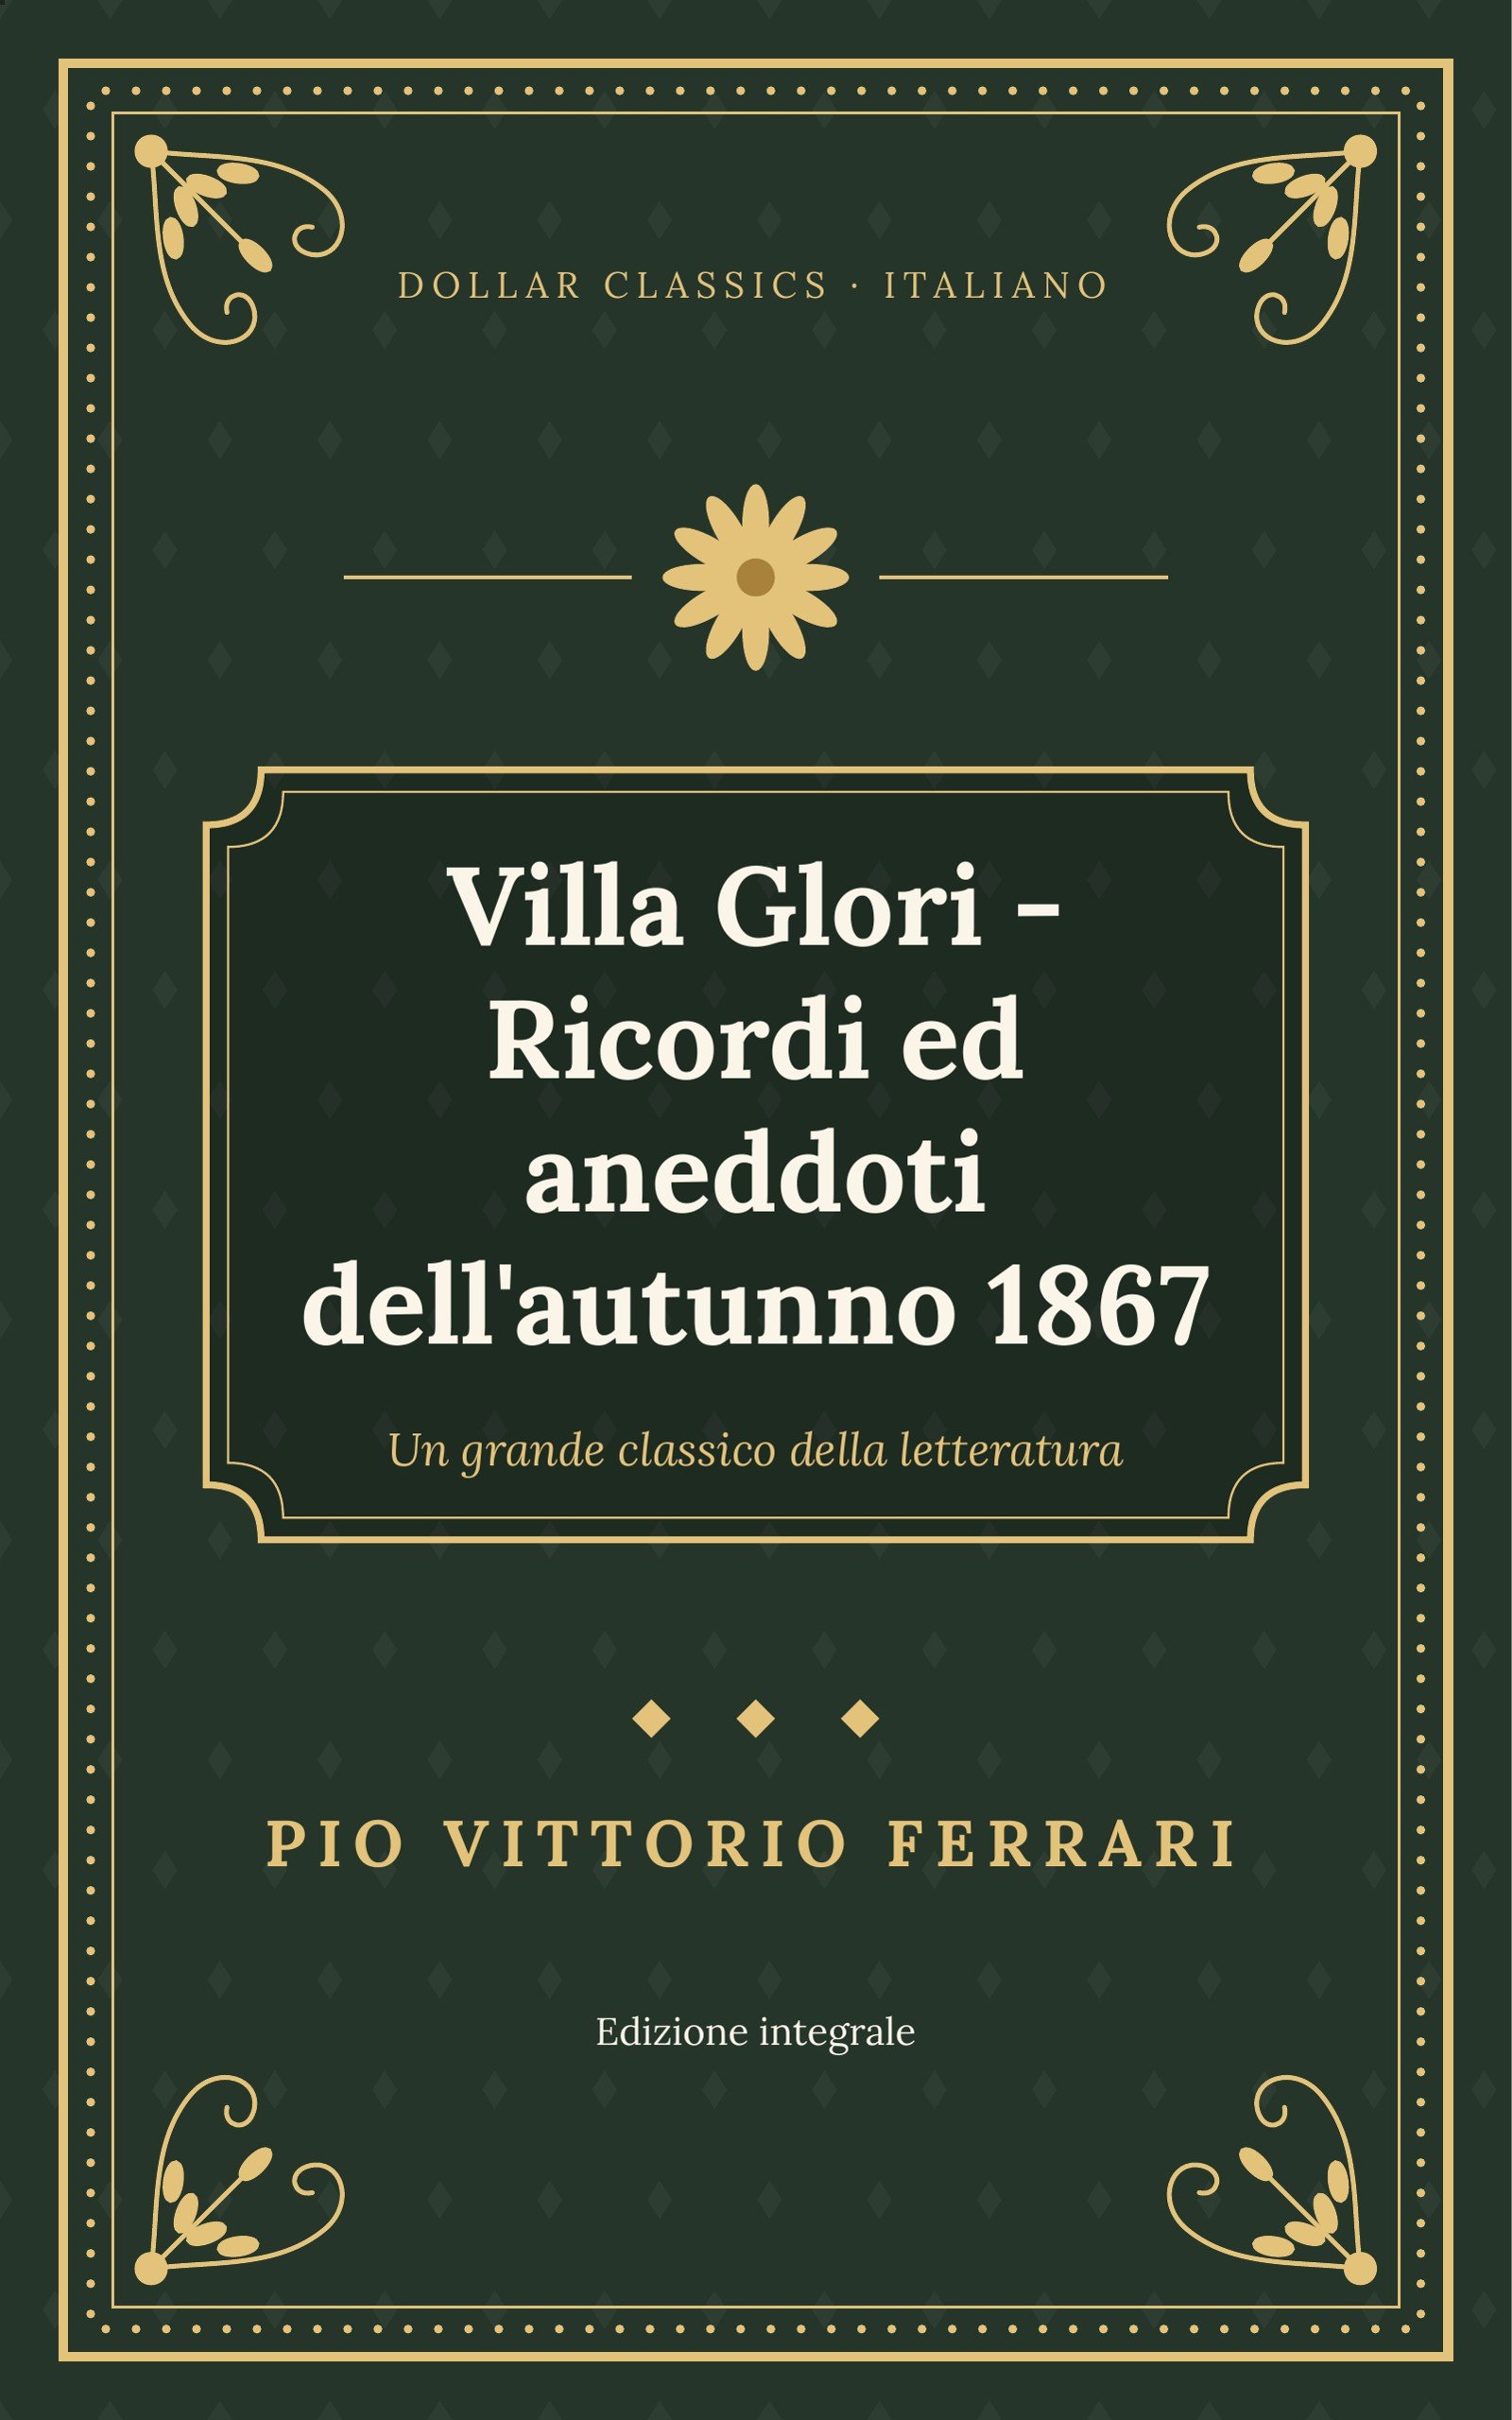 DOLLAR CLASSICS · ITALIANO
Villa Glori -
Ricordi ed
aneddoti
dell'autunno 1867
Un grande classico della letteratura
PIO VITTORIO FERRARI
Edizione integrale